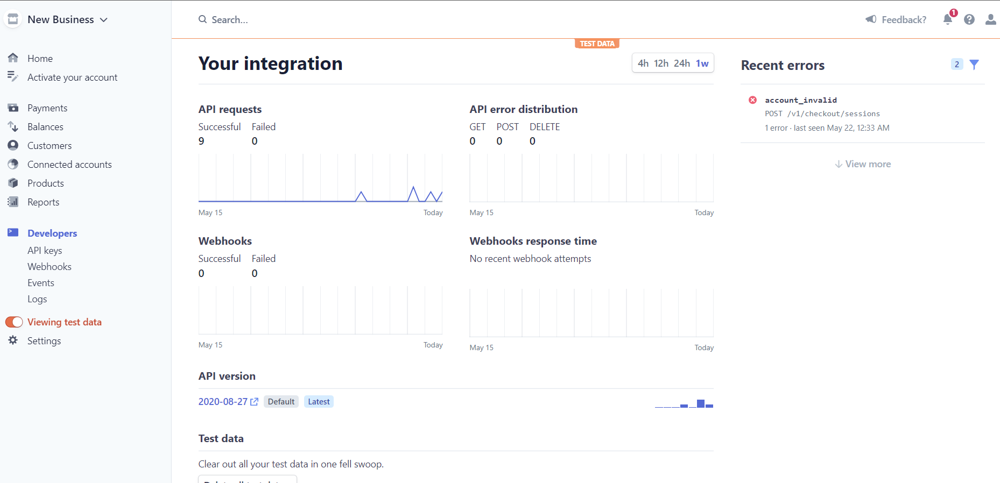 New Business
Search...
Feedback?
1
Home
Activate your account
Payments
Balances
Customers
Connected accounts
Products
Reports
Developers
API keys
Webhooks
Events
Logs
Viewing test data
Settings
TEST DATA
Your integration
4h 12h 24h 1w
API requests
Successful Failed
9 0
May 15 Today
API error distribution
GET POST DELETE
0 0 0
May 15 Today
Webhooks
Successful Failed
0 0
May 15 Today
Webhooks response time
No recent webhook attempts
May 15 Today
API version
2020-08-27 Default Latest
Test data
Clear out all your test data in one fell swoop.
Recent errors 2
account_invalid
POST /v1/checkout/sessions
1 error · last seen May 22, 12:33 AM
View more